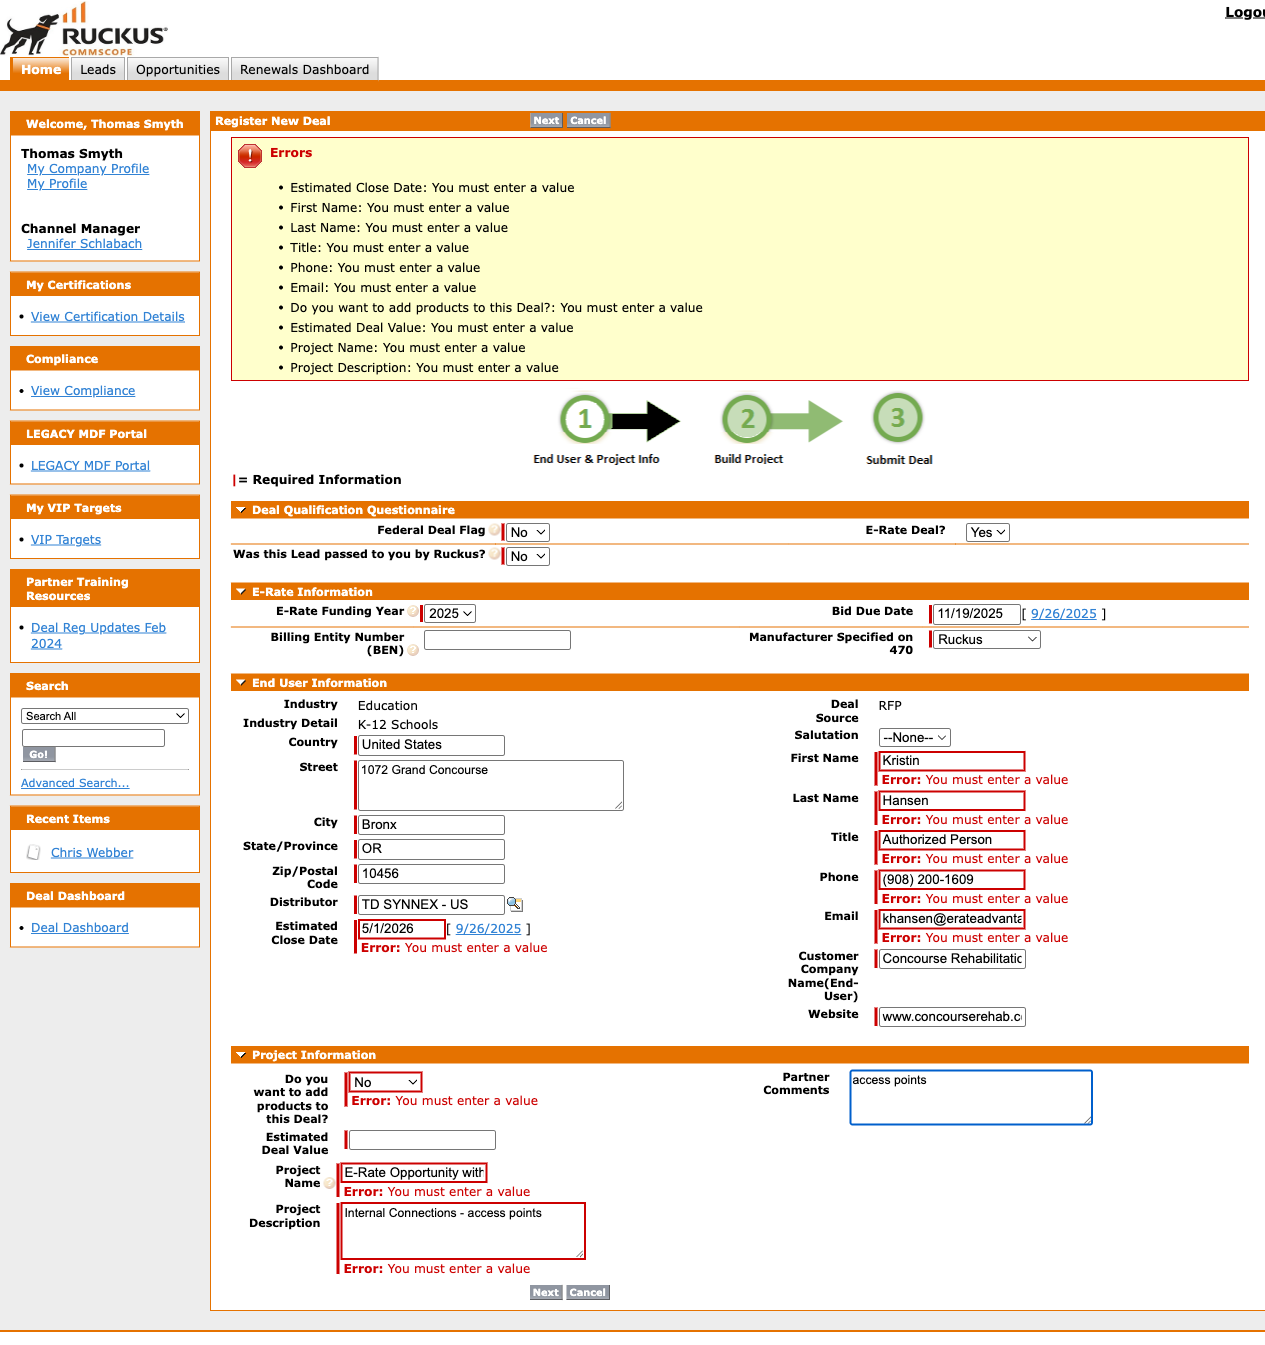 RUCKUS
COMMSCOPE
Logou
Home Leads Opportunities Renewals Dashboard
Welcome, Thomas Smyth
Thomas Smyth
My Company Profile
My Profile
Channel Manager
Jennifer Schlabach
My Certifications
• View Certification Details
Compliance
• View Compliance
LEGACY MDF Portal
• LEGACY MDF Portal
My VIP Targets
• VIP Targets
Partner Training
Resources
• Deal Reg Updates Feb
2024
Search
Search All
Go!
Advanced Search...
Recent Items
Chris Webber
Deal Dashboard
• Deal Dashboard
Register New Deal Next Cancel
! Errors
• Estimated Close Date: You must enter a value
• First Name: You must enter a value
• Last Name: You must enter a value
• Title: You must enter a value
• Phone: You must enter a value
• Email: You must enter a value
• Do you want to add products to this Deal?: You must enter a value
• Estimated Deal Value: You must enter a value
• Project Name: You must enter a value
• Project Description: You must enter a value
1 2 3
End User & Project Info Build Project Submit Deal
= Required Information
Deal Qualification Questionnaire
Federal Deal Flag ? No E-Rate Deal? Yes
Was this Lead passed to you by Ruckus? ? No
E-Rate Information
E-Rate Funding Year ? 2025 Bid Due Date 11/19/2025 [ 9/26/2025 ]
Billing Entity Number
(BEN) ?
Manufacturer Specified on
470 Ruckus
End User Information
Industry Education
Industry Detail K-12 Schools
Country United States
Street 1072 Grand Concourse
City Bronx
State/Province OR
Zip/Postal
Code 10456
Distributor TD SYNNEX - US
Estimated
Close Date 5/1/2026 [ 9/26/2025 ]
Error: You must enter a value
Deal
Source RFP
Salutation --None--
First Name Kristin
Error: You must enter a value
Last Name Hansen
Error: You must enter a value
Title Authorized Person
Error: You must enter a value
Phone (908) 200-1609
Error: You must enter a value
Email khansen@erateadvanta
Error: You must enter a value
Customer
Company
Name(End-
User) Concourse Rehabilitatic
Website www.concourserehab.c
Project Information
Do you
want to add
products to
this Deal? No
Error: You must enter a value
Estimated
Deal Value
Project
Name ? E-Rate Opportunity with
Error: You must enter a value
Project
Description Internal Connections - access points
Error: You must enter a value
Partner
Comments access points
Next Cancel